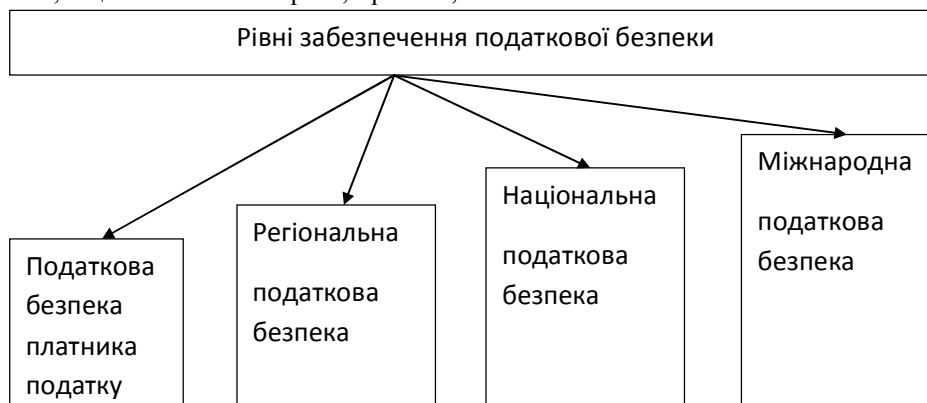 Рівні забезпечення податкової безпеки
Податкова
безпека
платника
податку
Регіональна
податкова
безпека
Національна
податкова
безпека
Міжнародна
податкова
безпека